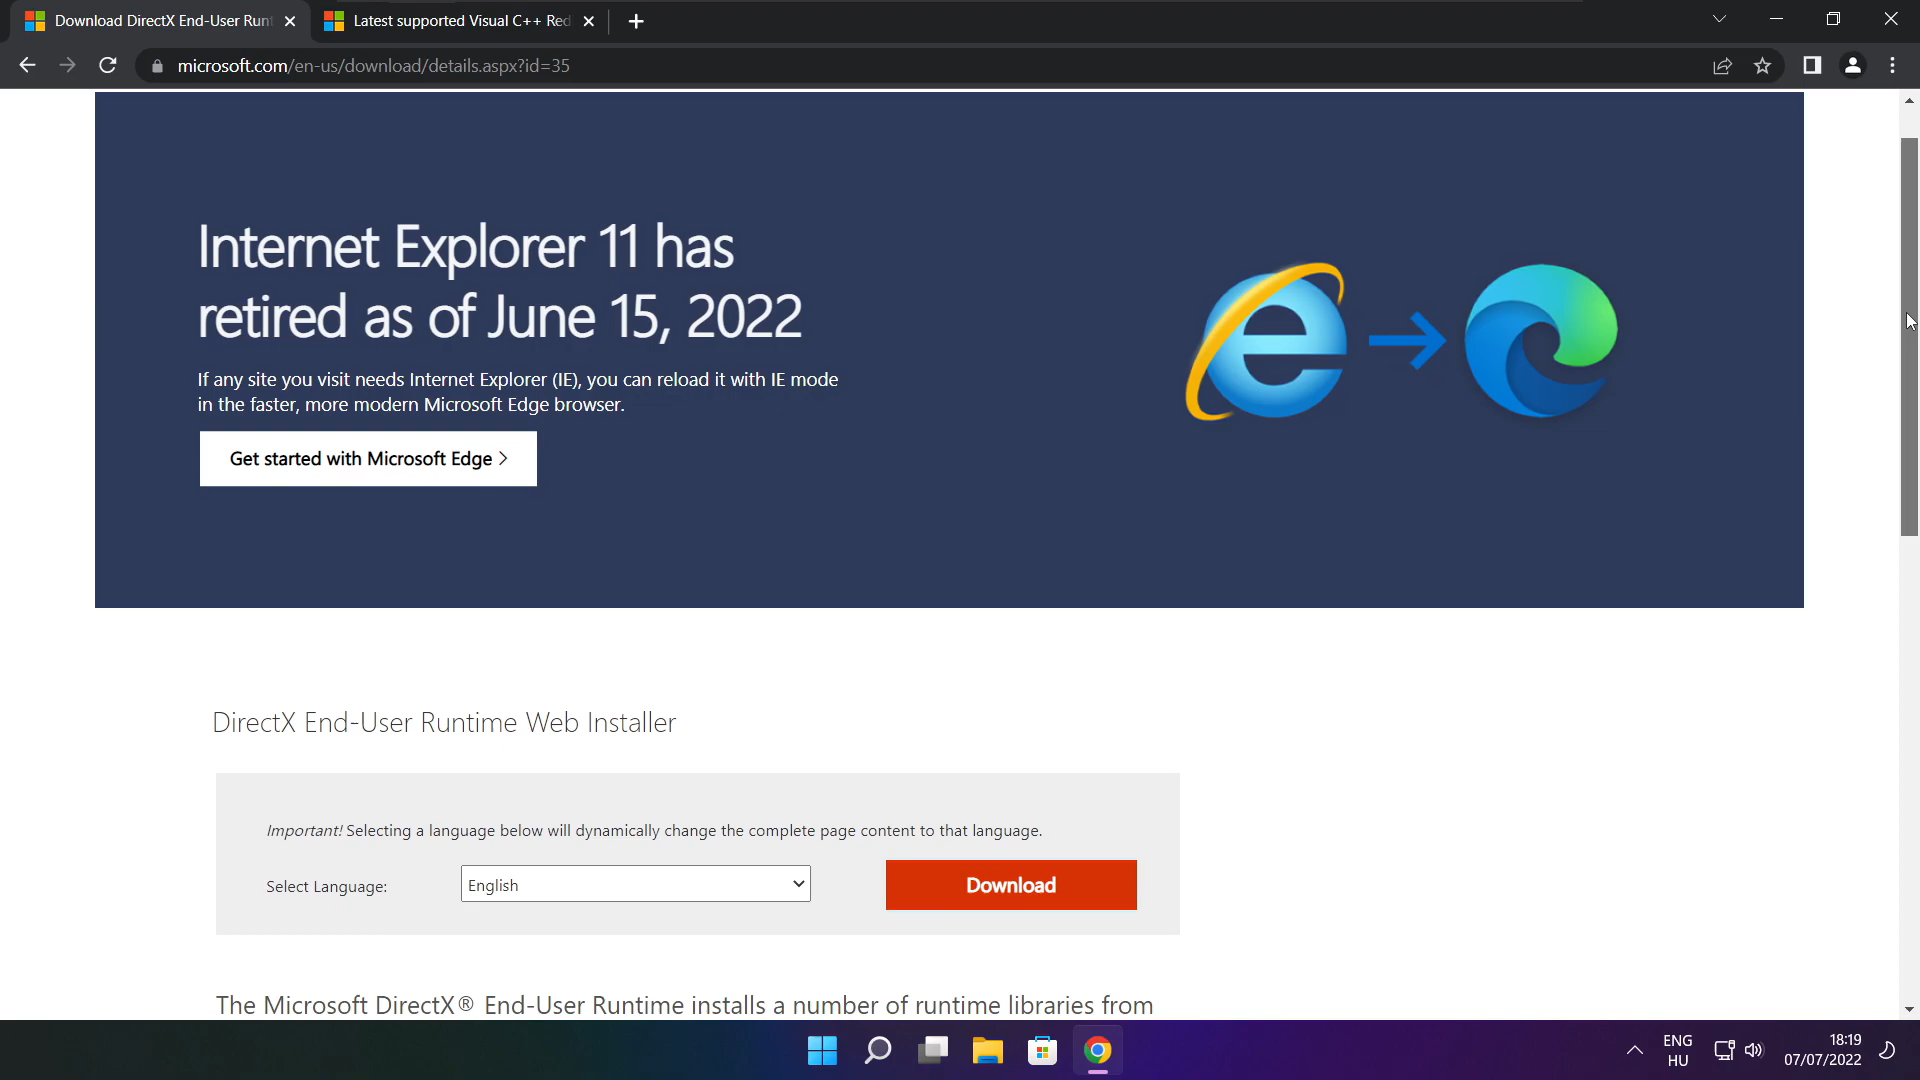 Download DirectX End-User Runt
Latest supported Visual C++ Red
microsoft.com/en-us/download/details.aspx?id=35
Internet Explorer 11 has
retired as of June 15, 2022
If any site you visit needs Internet Explorer (IE), you can reload it with IE mode
in the faster, more modern Microsoft Edge browser.
Get started with Microsoft Edge >
DirectX End-User Runtime Web Installer
Important! Selecting a language below will dynamically change the complete page content to that language.
Select Language:
English
Download
The Microsoft DirectX® End-User Runtime installs a number of runtime libraries from
ENG
HU
18:19
07/07/2022